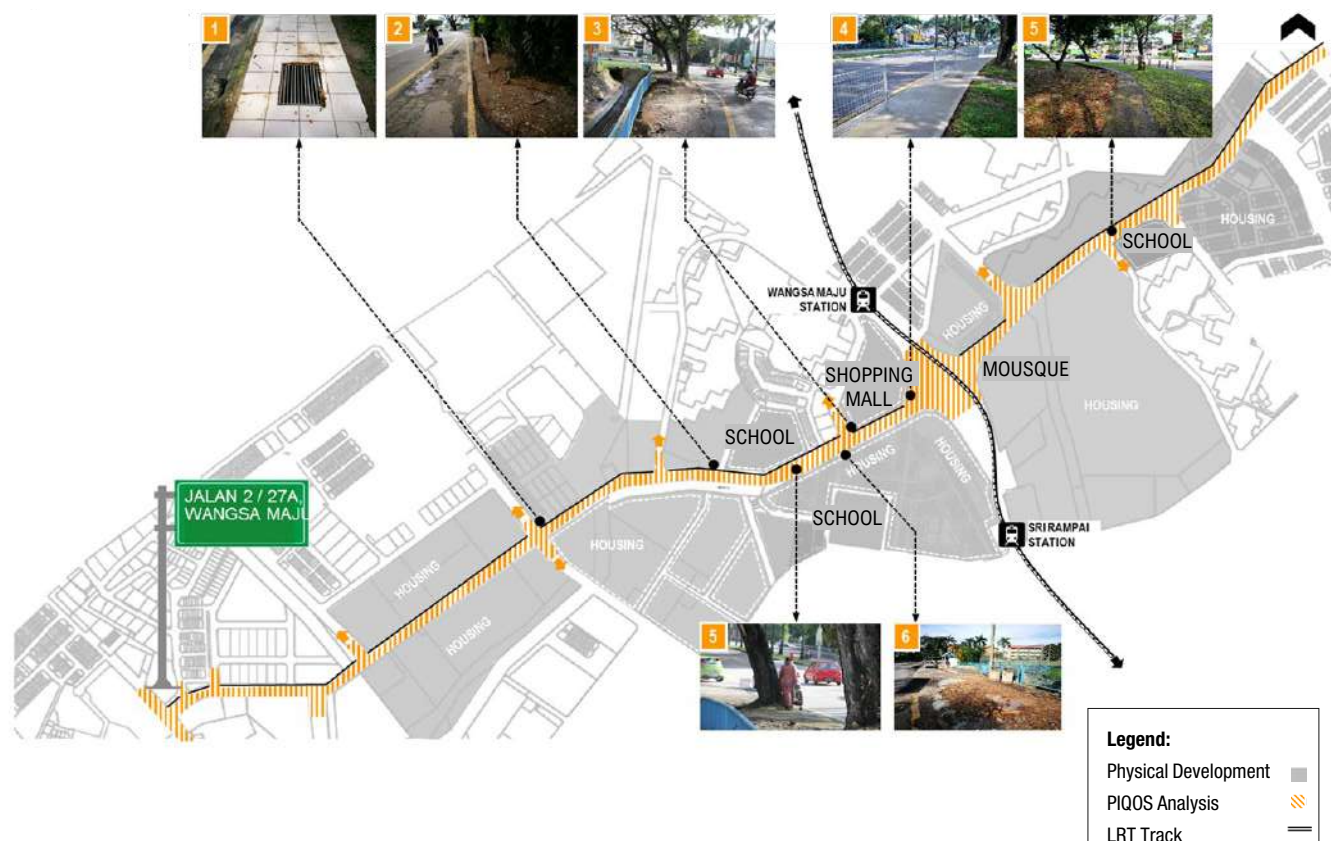 1
2
3
4
5
HOUSING
SCHOOL
WANGSA MAJU
STATION
HOUSING
MOUSQUE
SHOPPING
MALL
HOUSING
SCHOOL
HOUSING
HOUSING
JALAN 2 / 27A,
WANGSA MAJU
SCHOOL
SRI RAMPAI
STATION
HOUSING
HOUSING
HOUSING
5
6
Legend:
Physical Development
PIQOS Analysis
LRT Track